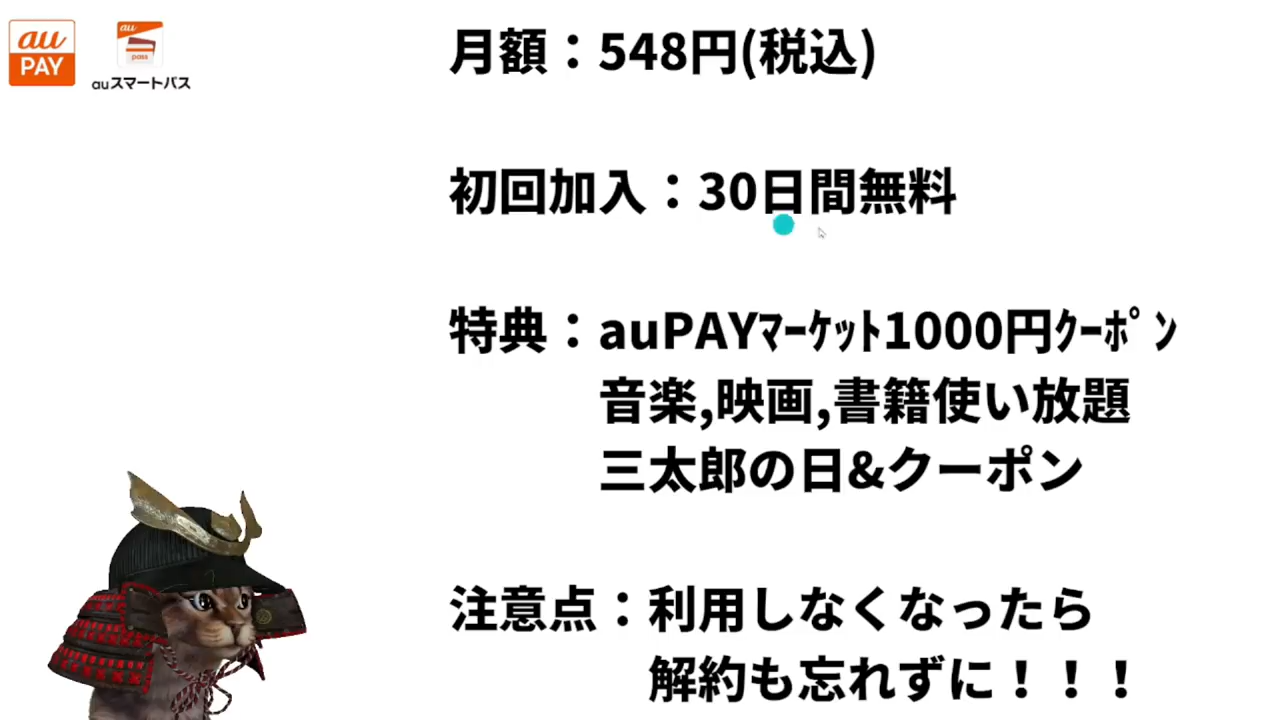 au
PAY
au
pass
auスマートパス
月額：548円(税込)
初回加入：30日間無料
特典：auPAYﾏｰｹｯﾄ1000円ｸｰﾎﾟﾝ
音楽,映画,書籍使い放題
三太郎の日&クーポン
注意点：利用しなくなったら
解約も忘れずに！！！